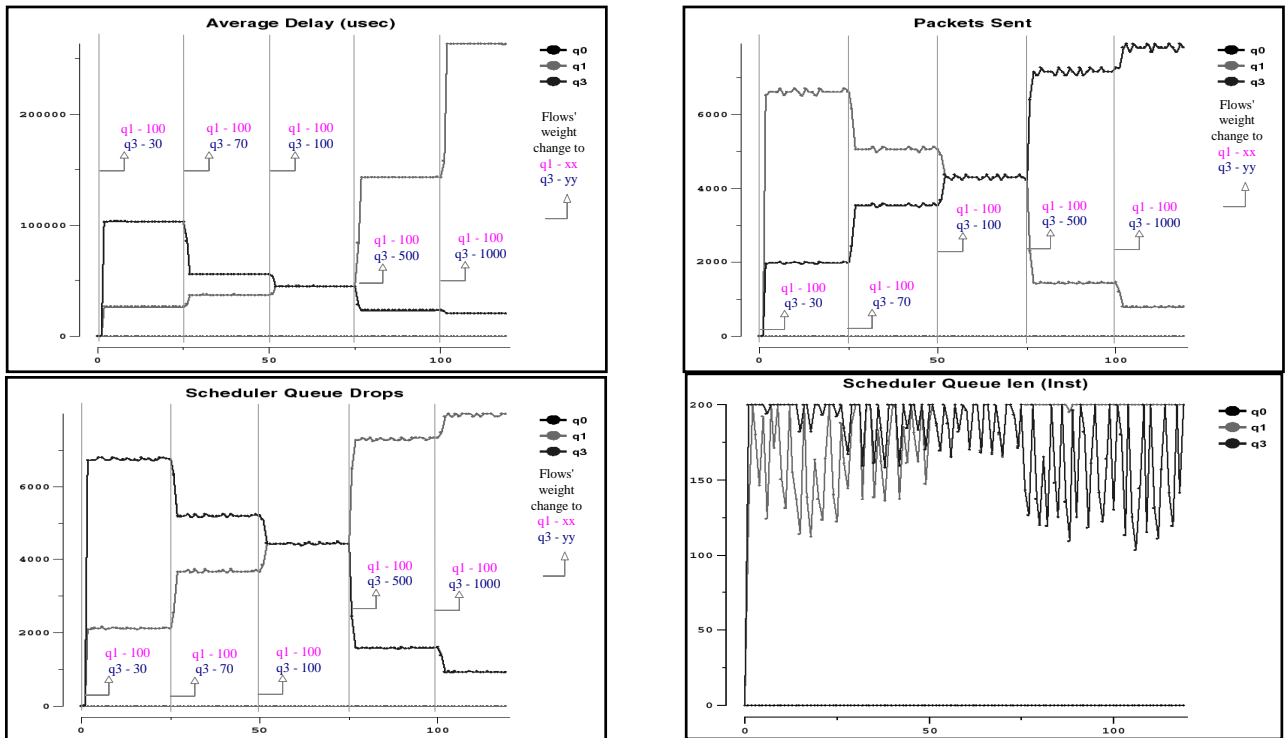 Average Delay (usec)
q0
q1
q3
Flows'
weight
change to
q1 - xx
q3 - yy
200000
100000
0
q1 - 100
q3 - 30
q1 - 100
q3 - 70
q1 - 100
q3 - 100
q1 - 100
q3 - 500
q1 - 100
q3 - 1000
0
50
100
Packets Sent
q0
q1
q3
Flows'
weight
change to
q1 - xx
q3 - yy
6000
4000
2000
0
q1 - 100
q3 - 30
q1 - 100
q3 - 70
q1 - 100
q3 - 100
q1 - 100
q3 - 500
q1 - 100
q3 - 1000
0
50
100
Scheduler Queue Drops
q0
q1
q3
Flows'
weight
change to
q1 - xx
q3 - yy
6000
4000
2000
0
q1 - 100
q3 - 30
q1 - 100
q3 - 70
q1 - 100
q3 - 100
q1 - 100
q3 - 500
q1 - 100
q3 - 1000
0
50
100
Scheduler Queue len (Inst)
q0
q1
q3
200
150
100
50
0
0
50
100